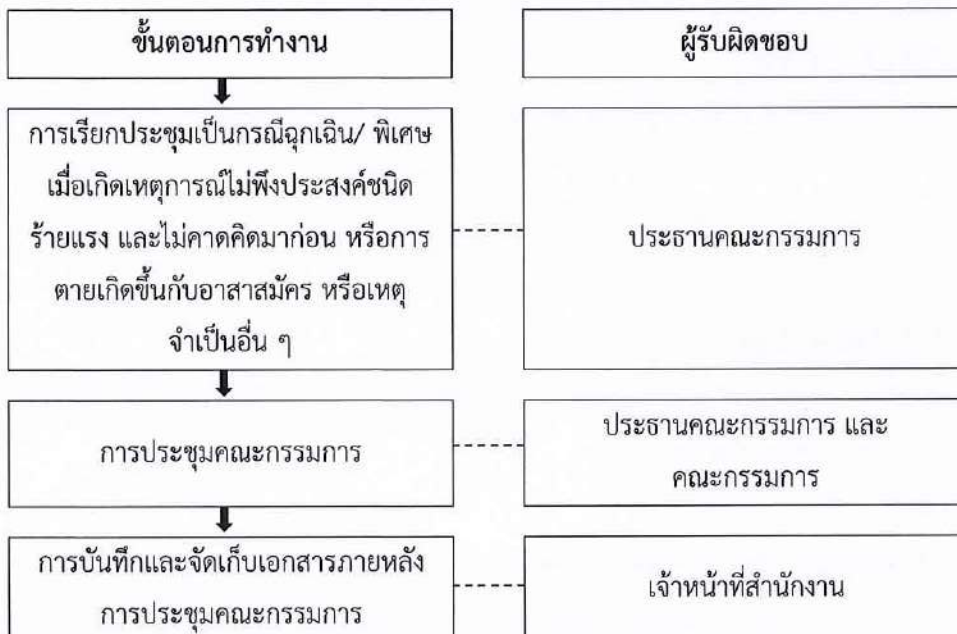 ขั้นตอนการทำงาน
ผู้รับผิดชอบ
การเรียกประชุมเป็นกรณีฉุกเฉิน/ พิเศษ
เมื่อเกิดเหตุการณ์ไม่พึงประสงค์ชนิด
ร้ายแรง และไม่คาดคิดมาก่อน หรือการ
ตายเกิดขึ้นกับอาสาสมัคร หรือเหตุ
จำเป็นอื่น ๆ
ประธานคณะกรรมการ
การประชุมคณะกรรมการ
ประธานคณะกรรมการ และ
คณะกรรมการ
การบันทึกและจัดเก็บเอกสารภายหลัง
การประชุมคณะกรรมการ
เจ้าหน้าที่สำนักงาน